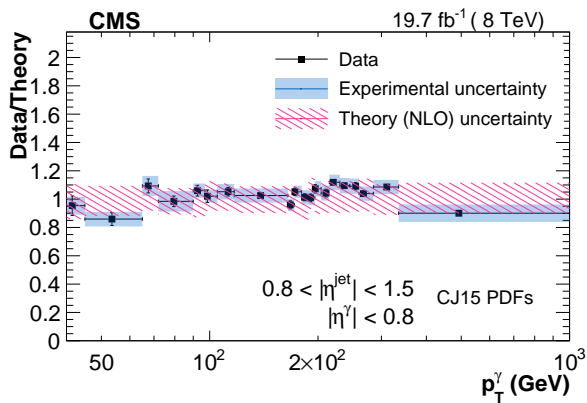 CMS 19.7 fb⁻¹ ( 8 TeV)
Data/Theory
2
1.8
1.6
1.4
1.2
1.0
0.8
0.6
0.4
0.2
0
Data
Experimental uncertainty
Theory (NLO) uncertainty
0.8 < |η^jet| < 1.5 CJ15 PDFs
|η^γ| < 0.8
50 10² 2×10² 10³
p_T^γ (GeV)